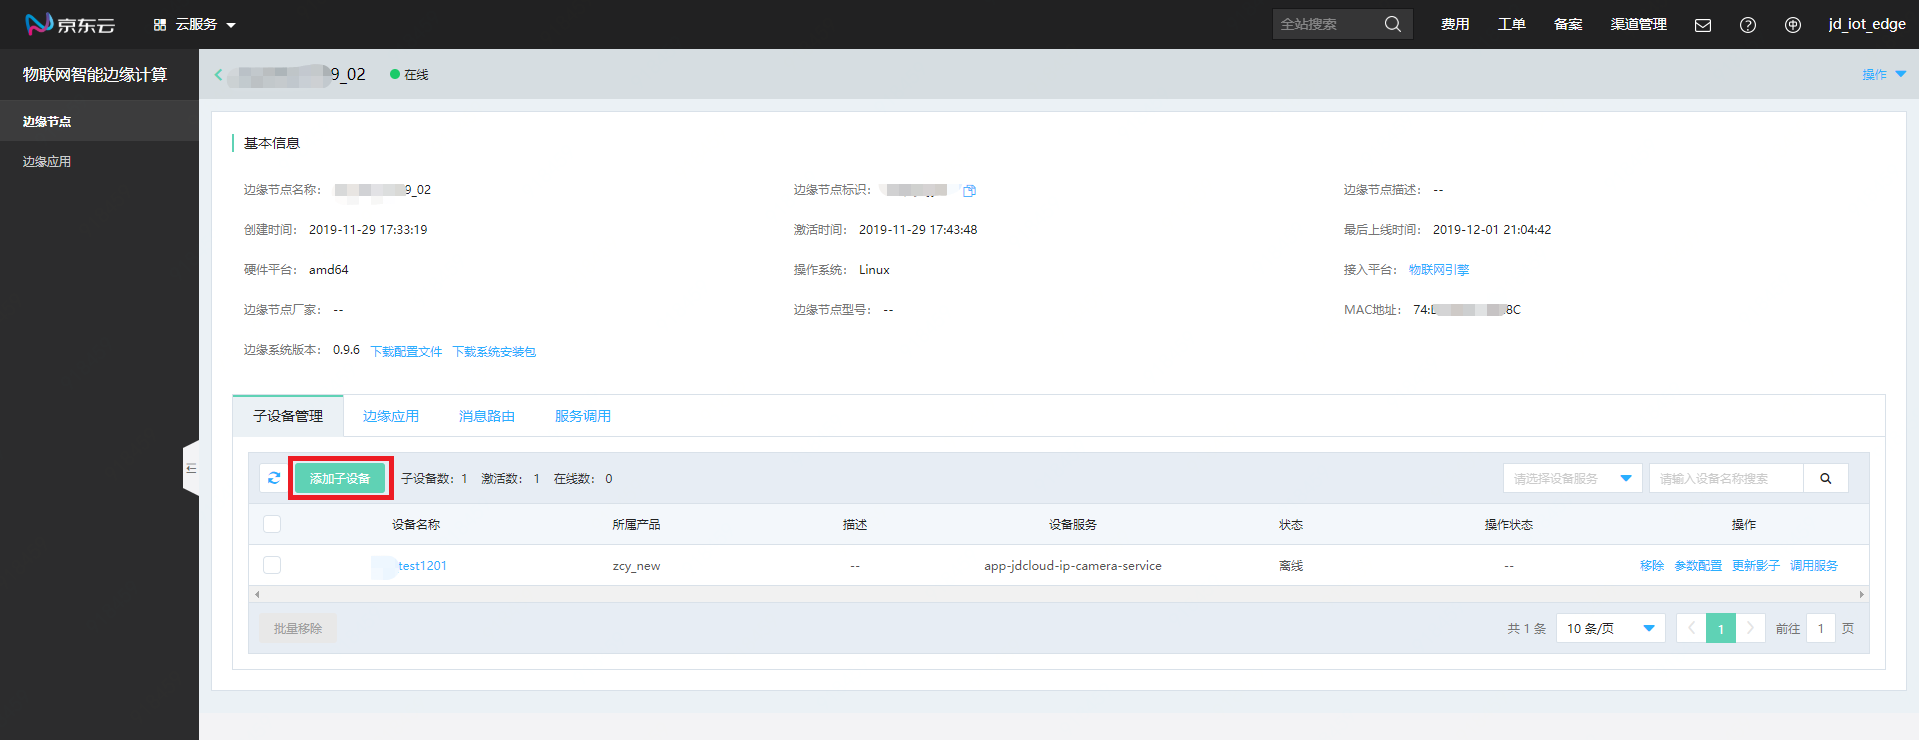 京东云 云服务 全站搜索 费用 工单 备案 渠道管理 jd_iot_edge
物联网智能边缘计算
边缘节点
边缘应用
9_02 在线 操作
基本信息
边缘节点名称： 9_02 边缘节点标识： 边缘节点描述： --
创建时间： 2019-11-29 17:33:19 激活时间： 2019-11-29 17:43:48 最后上线时间： 2019-12-01 21:04:42
硬件平台： amd64 操作系统： Linux 接入平台： 物联网引擎
边缘节点厂家： -- 边缘节点型号： -- MAC地址： 74: 8C
边缘系统版本： 0.9.6 下载配置文件 下载系统安装包
子设备管理 边缘应用 消息路由 服务调用
添加子设备 子设备数： 1 激活数： 1 在线数： 0 请选择设备服务 请输入设备名称搜索
设备名称 所属产品 描述 设备服务 状态 操作状态 操作
test1201 zcy_new -- app-jdcloud-ip-camera-service 离线 -- 移除 参数配置 更新影子 调用服务
批量移除 共 1 条 10 条/页 1 前往 1 页